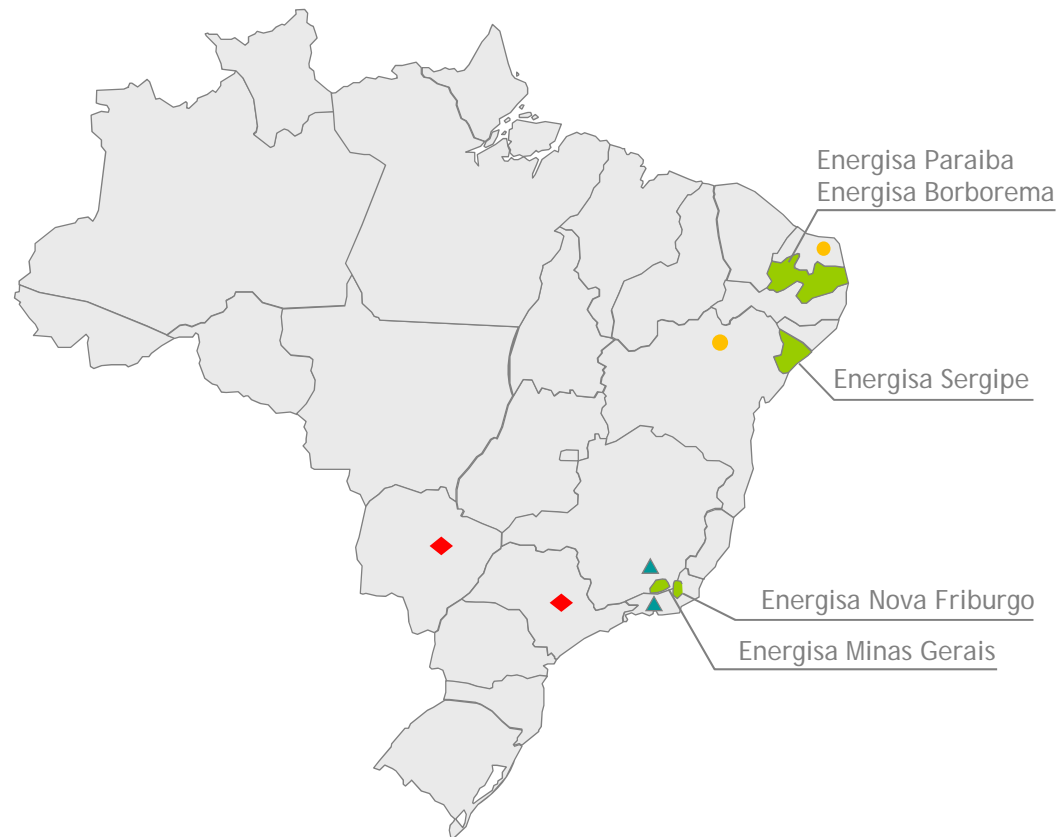 Energisa Paraiba
Energisa Borborema
Energisa Sergipe
Energisa Nova Friburgo
Energisa Minas Gerais